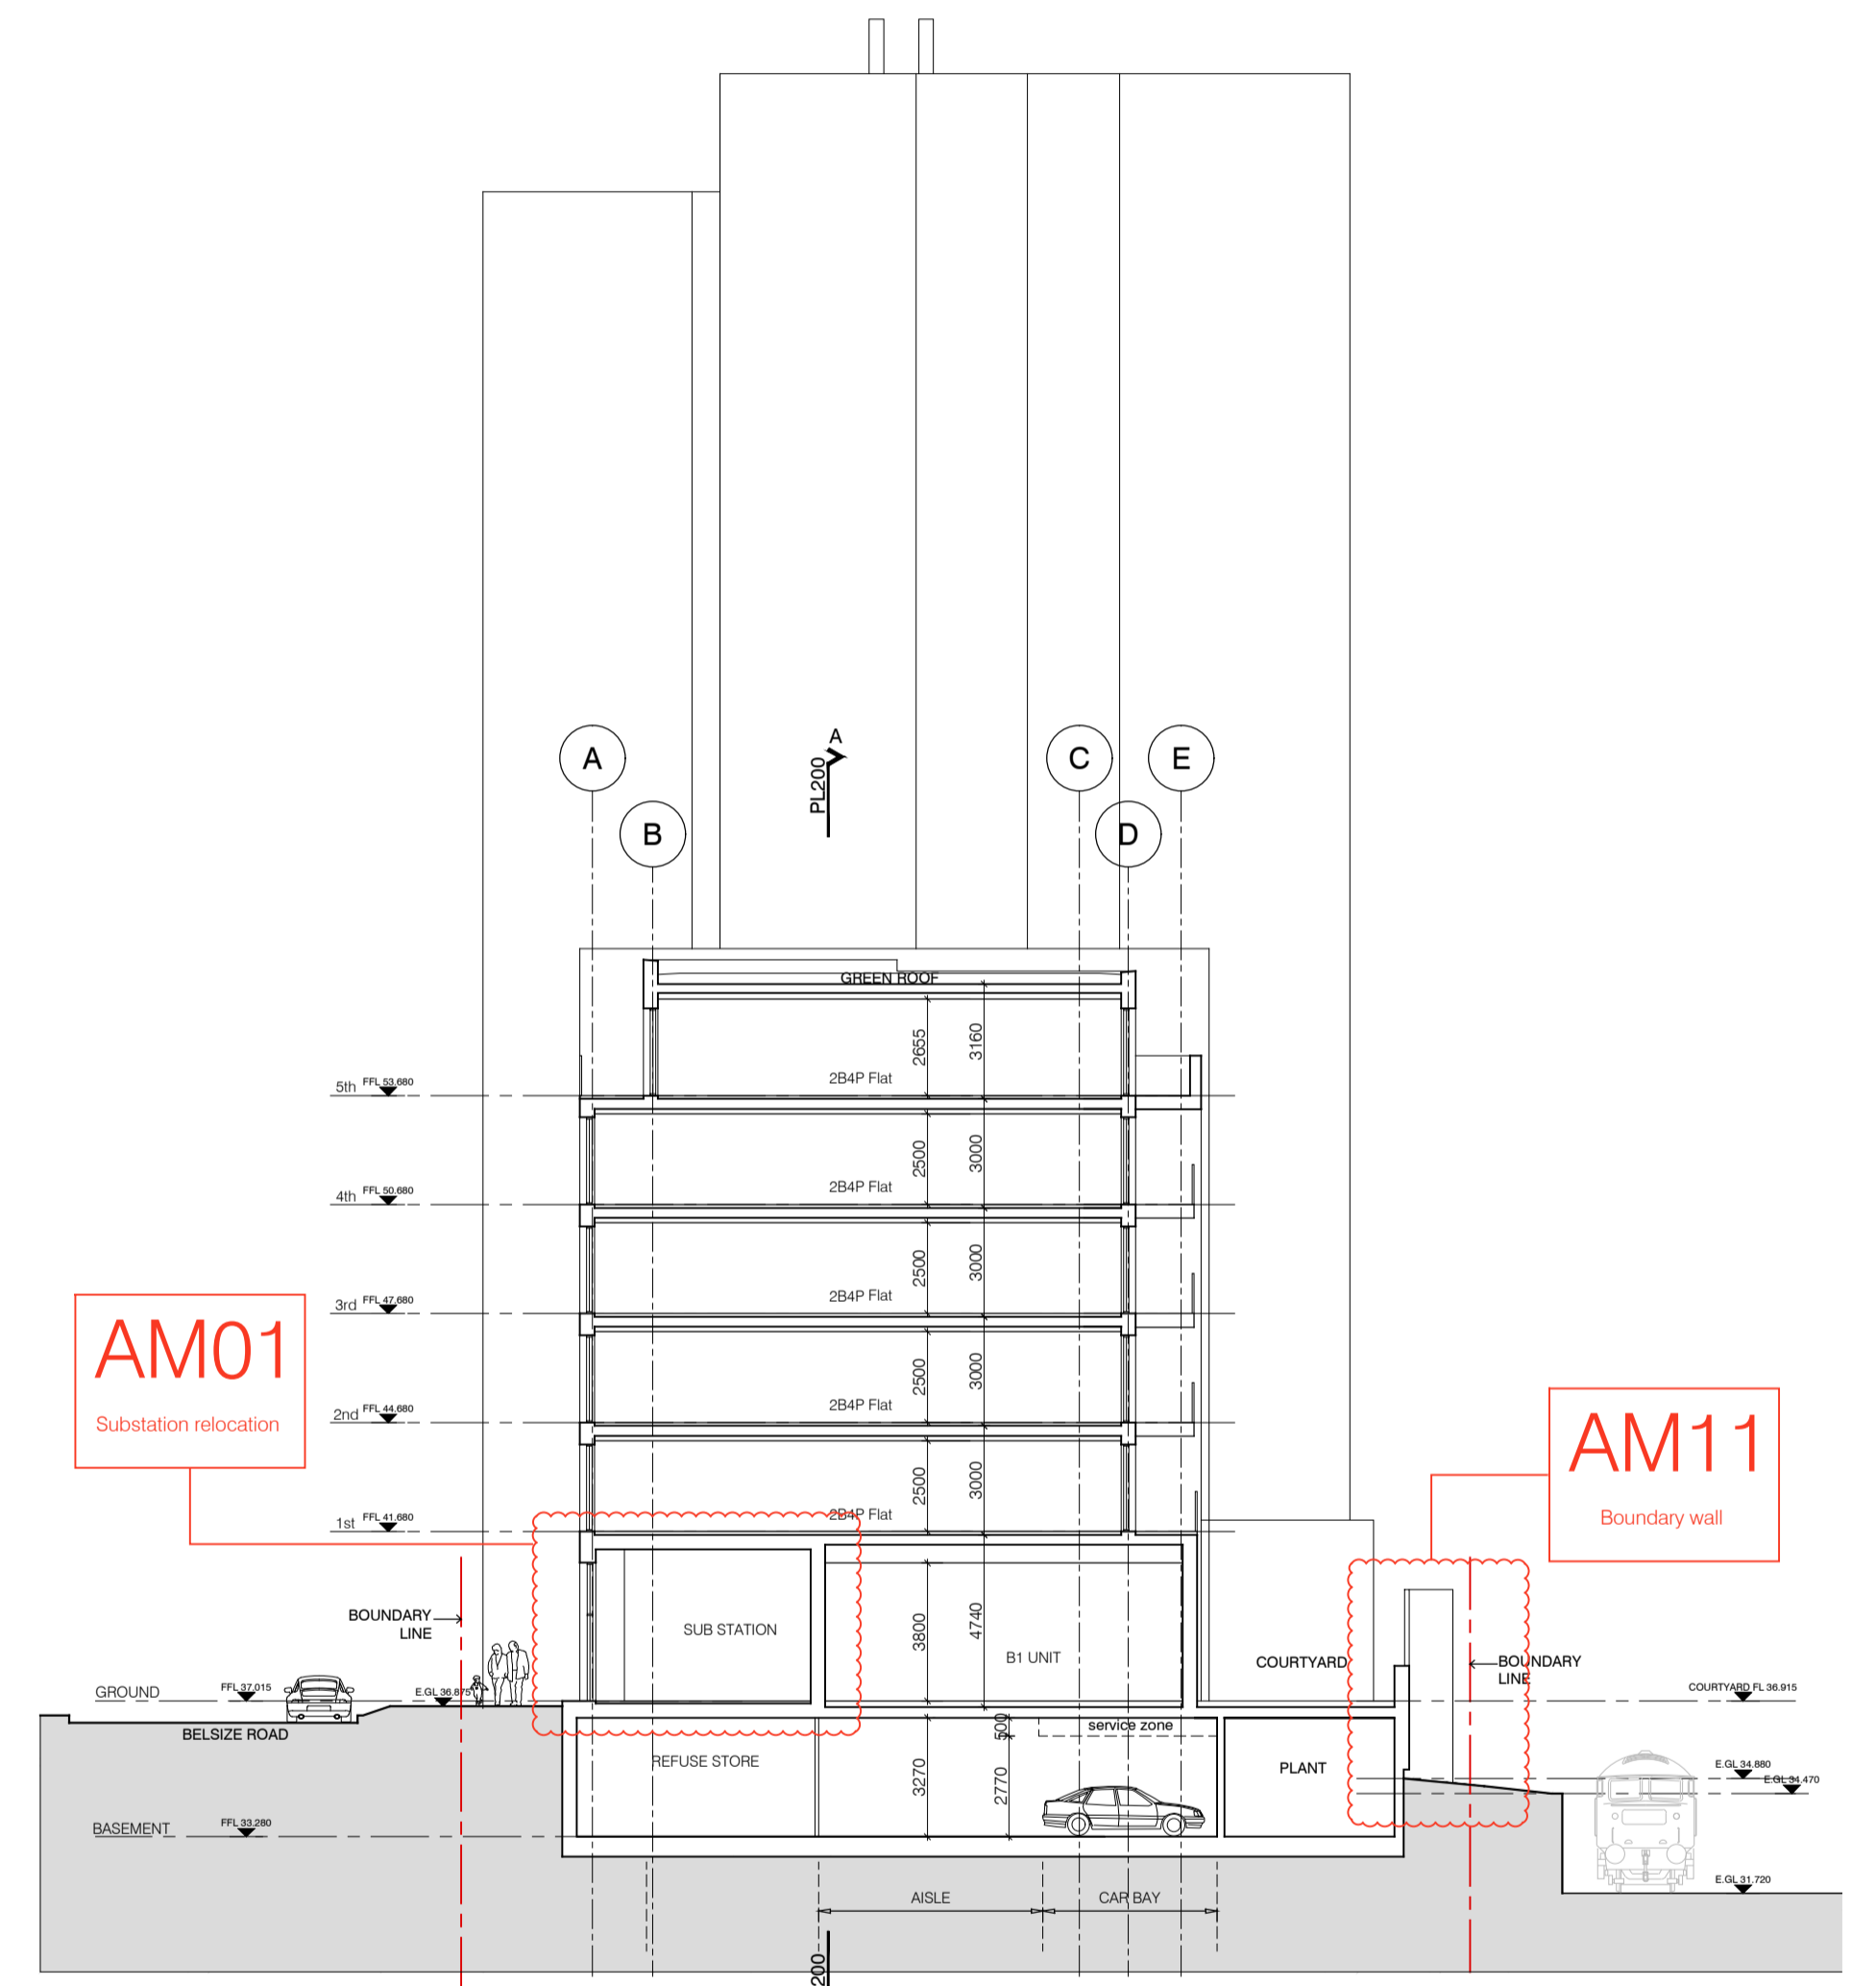 A
PL200
A
B
C
D
E
GREEN ROOF
2655
3160
2B4P Flat
5th
FFL 53.680
2500
3000
2B4P Flat
4th
FFL 50.680
2500
3000
2B4P Flat
3rd
FFL 47.680
2500
3000
2B4P Flat
2nd
FFL 44.680
2500
3000
2B4P Flat
1st
FFL 41.680
AM01
Substation relocation
AM11
Boundary wall
BOUNDARY
LINE
SUB STATION
3800
4740
B1 UNIT
COURTYARD
BOUNDARY
LINE
GROUND
FFL 37.015
E.GL 36.875
COURTYARD FL 36.915
BELSIZE ROAD
REFUSE STORE
500
service zone
3270
2770
PLANT
E.GL 34.880
E.GL 34.470
BASEMENT
FFL 33.280
E.GL 31.720
AISLE
CAR BAY
200